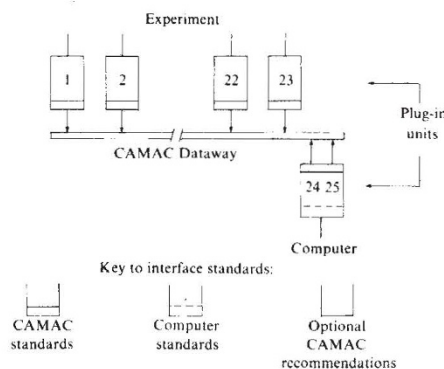 Experiment
1 2 22 23
Plug-in
units
CAMAC Dataway
24 25
Computer
Key to interface standards:
CAMAC
standards
Computer
standards
Optional
CAMAC
recommendations